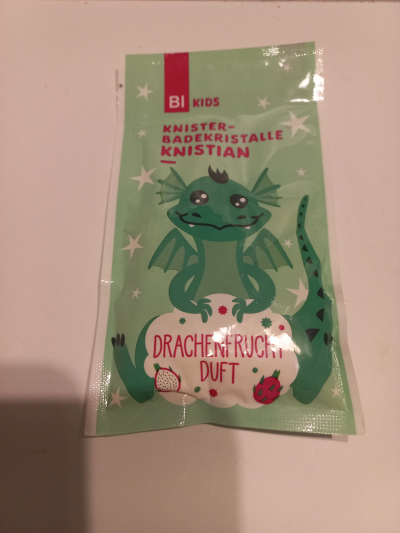 BI KIDS
KNISTER-
BADEKRISTALLE
KNISTIAN
DRACHENFRUCHT
DUFT